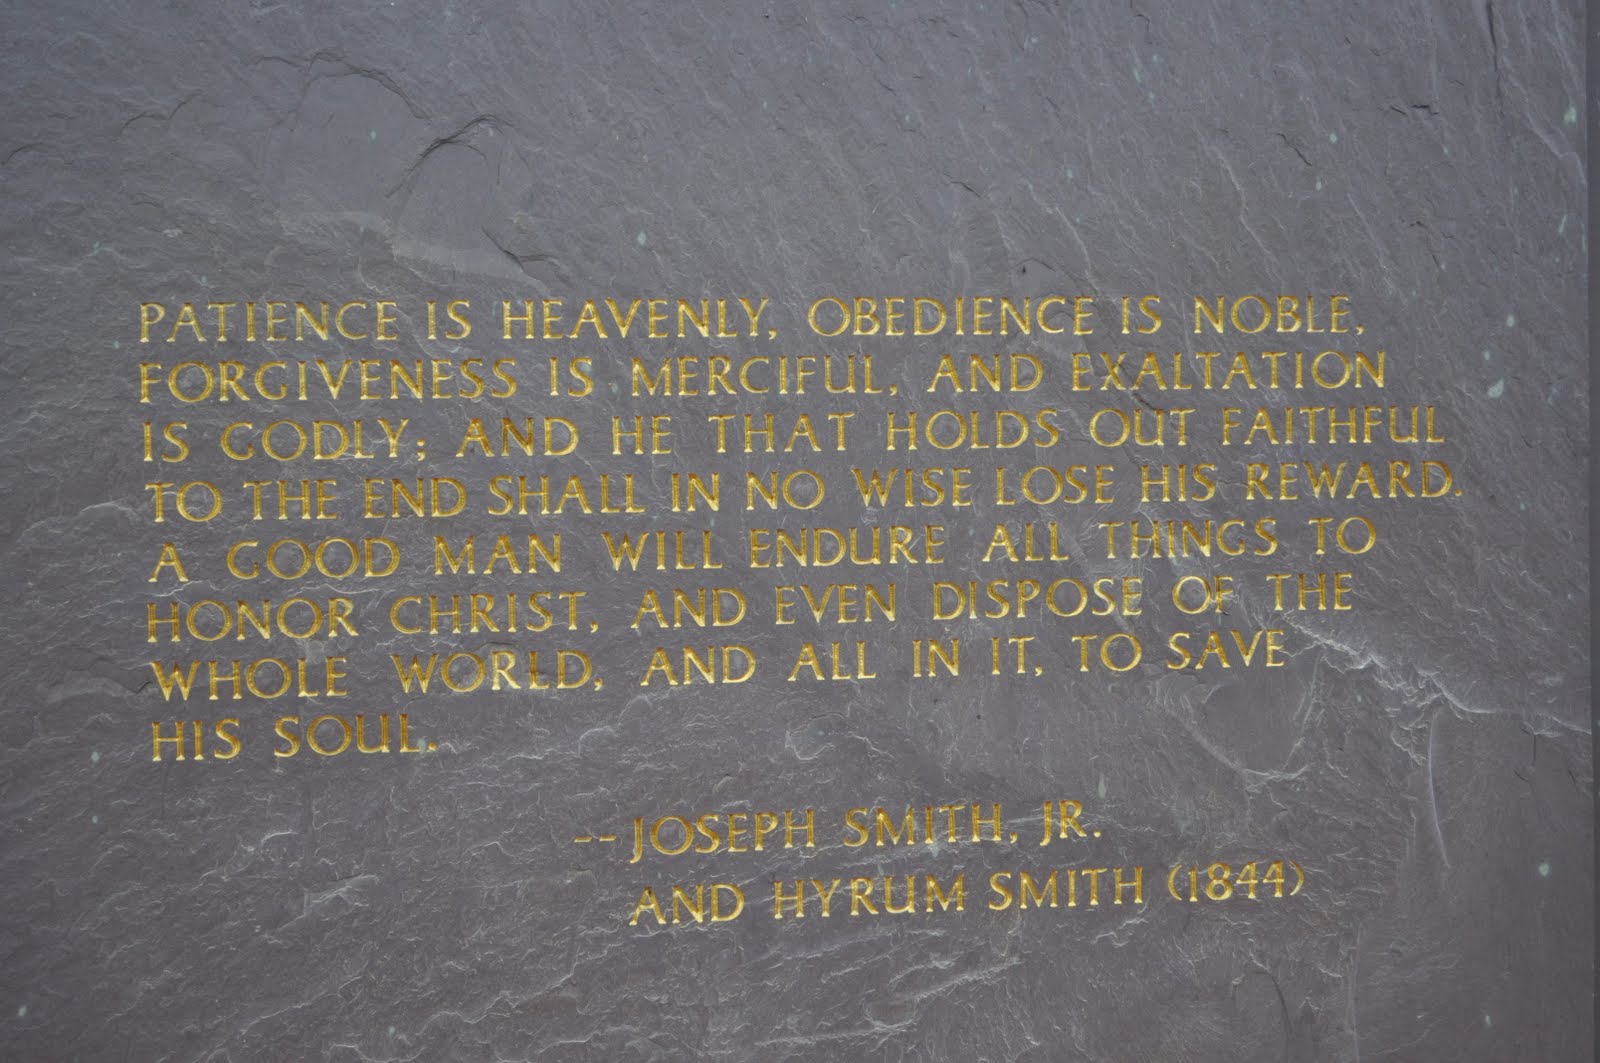 PATIENCE IS HEAVENLY, OBEDIENCE IS NOBLE,
FORGIVENESS IS MERCIFUL, AND EXALTATION
IS GODLY; AND HE THAT HOLDS OUT FAITHFUL
TO THE END SHALL IN NO WISE LOSE HIS REWARD.
A GOOD MAN WILL ENDURE ALL THINGS TO
HONOR CHRIST, AND EVEN DISPOSE OF THE
WHOLE WORLD, AND ALL IN IT, TO SAVE
HIS SOUL.
-- JOSEPH SMITH, JR.
AND HYRUM SMITH (1844)